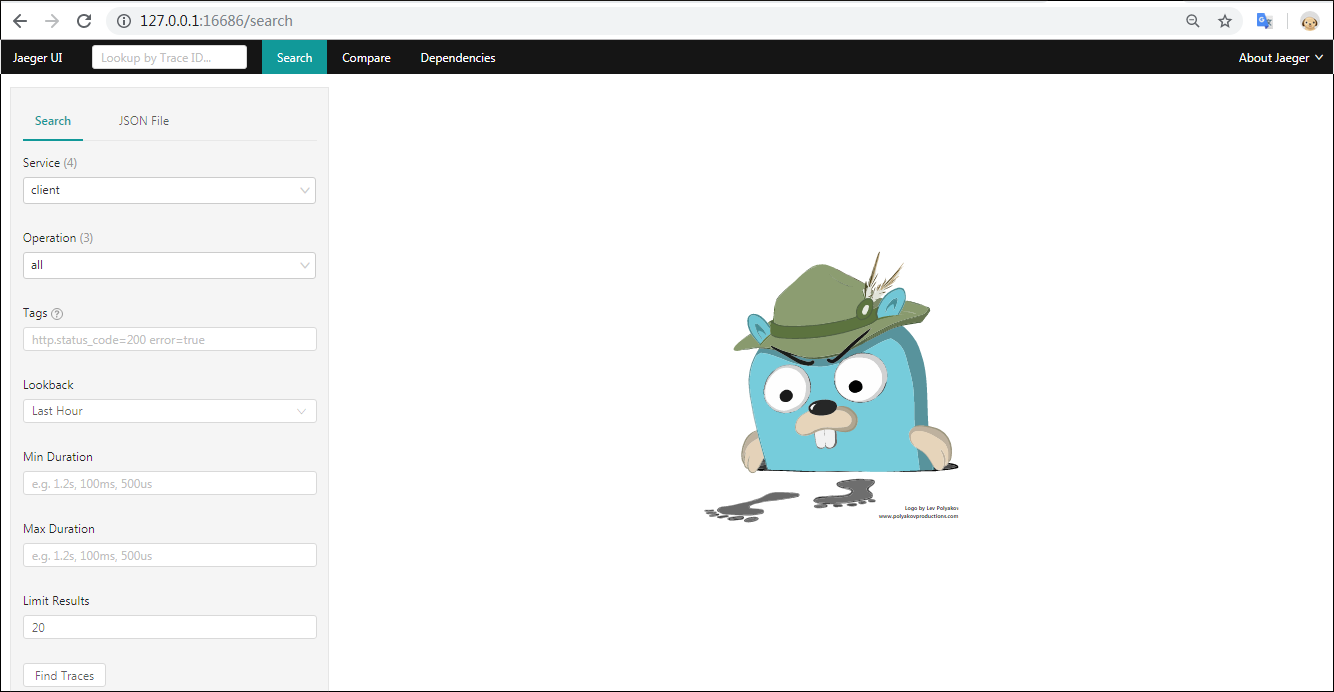 127.0.0.1:16686/search
Jaeger UI Lookup by Trace ID... Search Compare Dependencies About Jaeger
Search JSON File
Service (4)
client
Operation (3)
all
Tags ?
http.status_code=200 error=true
Lookback
Last Hour
Min Duration
e.g. 1.2s, 100ms, 500us
Max Duration
e.g. 1.2s, 100ms, 500us
Limit Results
20
Find Traces
Logo by Lev Polyakov
www.polyakovproductions.com